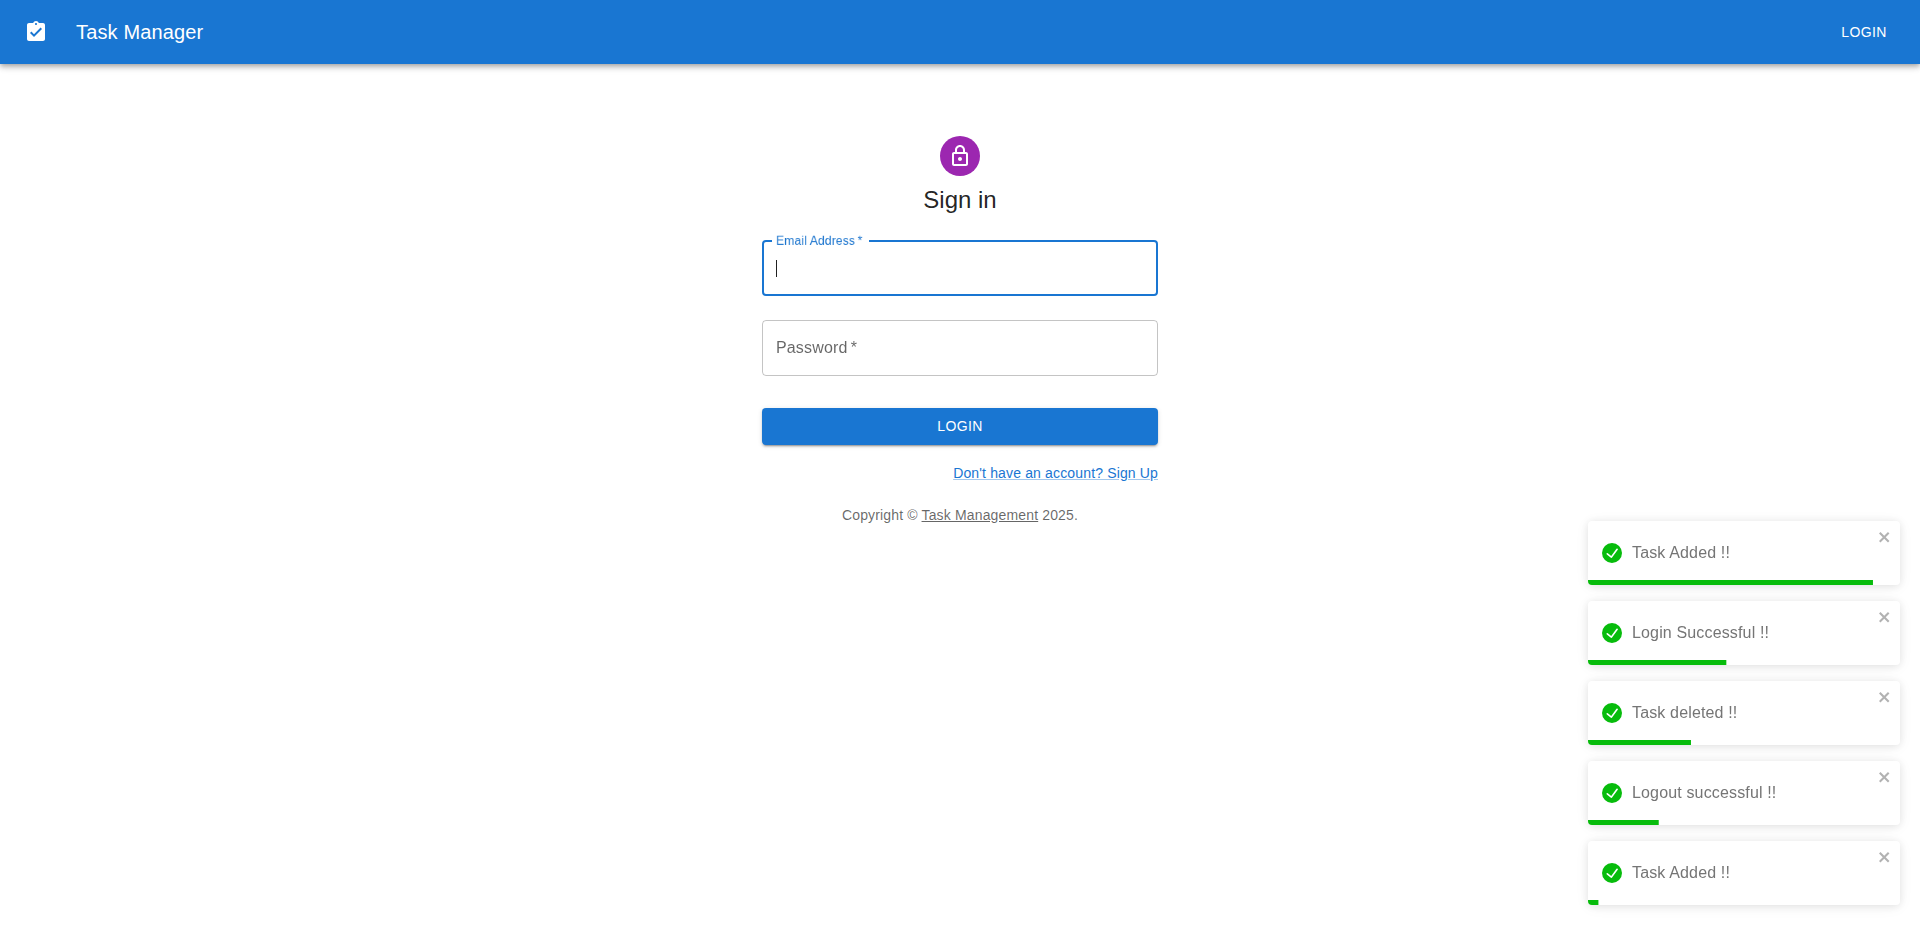 Task Manager
LOGIN
Sign in
Email Address *
Password *
LOGIN
Don't have an account? Sign Up
Copyright © Task Management 2025.
Task Added !!
Login Successful !!
Task deleted !!
Logout successful !!
Task Added !!